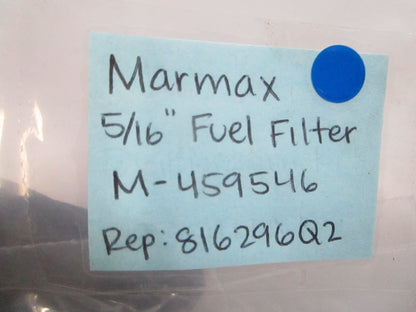 Marmax
5/16" Fuel Filter
M-459546
Rep: 816296Q2